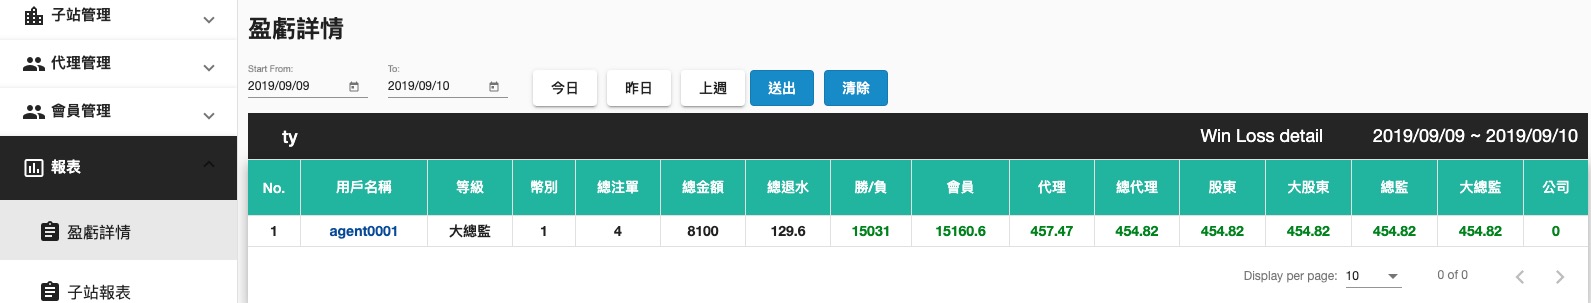 子站管理
代理管理
會員管理
報表
盈虧詳情
子站報表
盈虧詳情
Start From:
2019/09/09
To:
2019/09/10
今日
昨日
上週
送出
清除
ty
Win Loss detail
2019/09/09 ~ 2019/09/10
No. 用戶名稱 等級 幣別 總注單 總金額 總退水 勝/負 會員 代理 總代理 股東 大股東 總監 大總監 公司
1 agent0001 大總監 1 4 8100 129.6 15031 15160.6 457.47 454.82 454.82 454.82 454.82 454.82 0
Display per page: 10 0 of 0